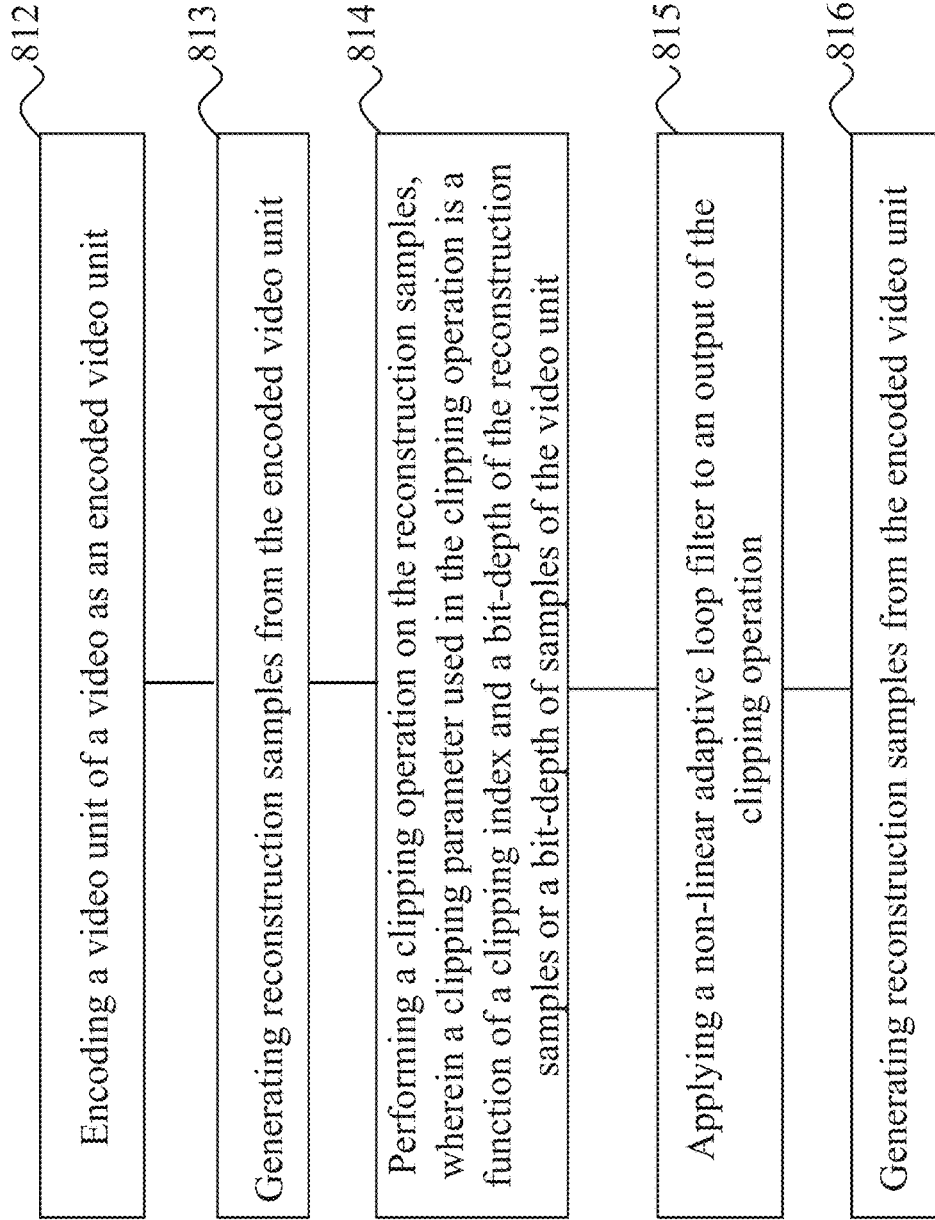 812
Encoding a video unit of a video as an encoded video unit
813
Generating reconstruction samples from the encoded video unit
814
Performing a clipping operation on the reconstruction samples,
wherein a clipping parameter used in the clipping operation is a
function of a clipping index and a bit-depth of the reconstruction
samples or a bit-depth of samples of the video unit
815
Applying a non-linear adaptive loop filter to an output of the
clipping operation
816
Generating reconstruction samples from the encoded video unit